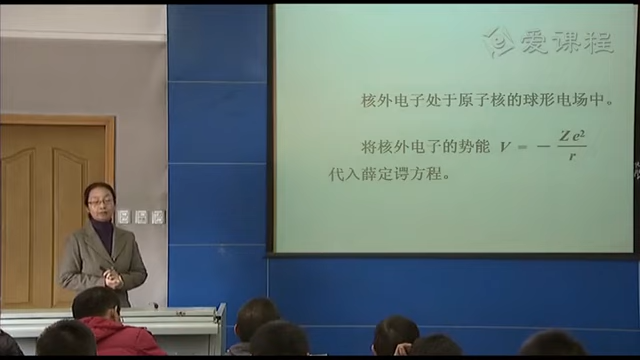 爱课程
核外电子处于原子核的球形电场中。
将核外电子的势能 V = − Ze²/r
代入薛定谔方程。